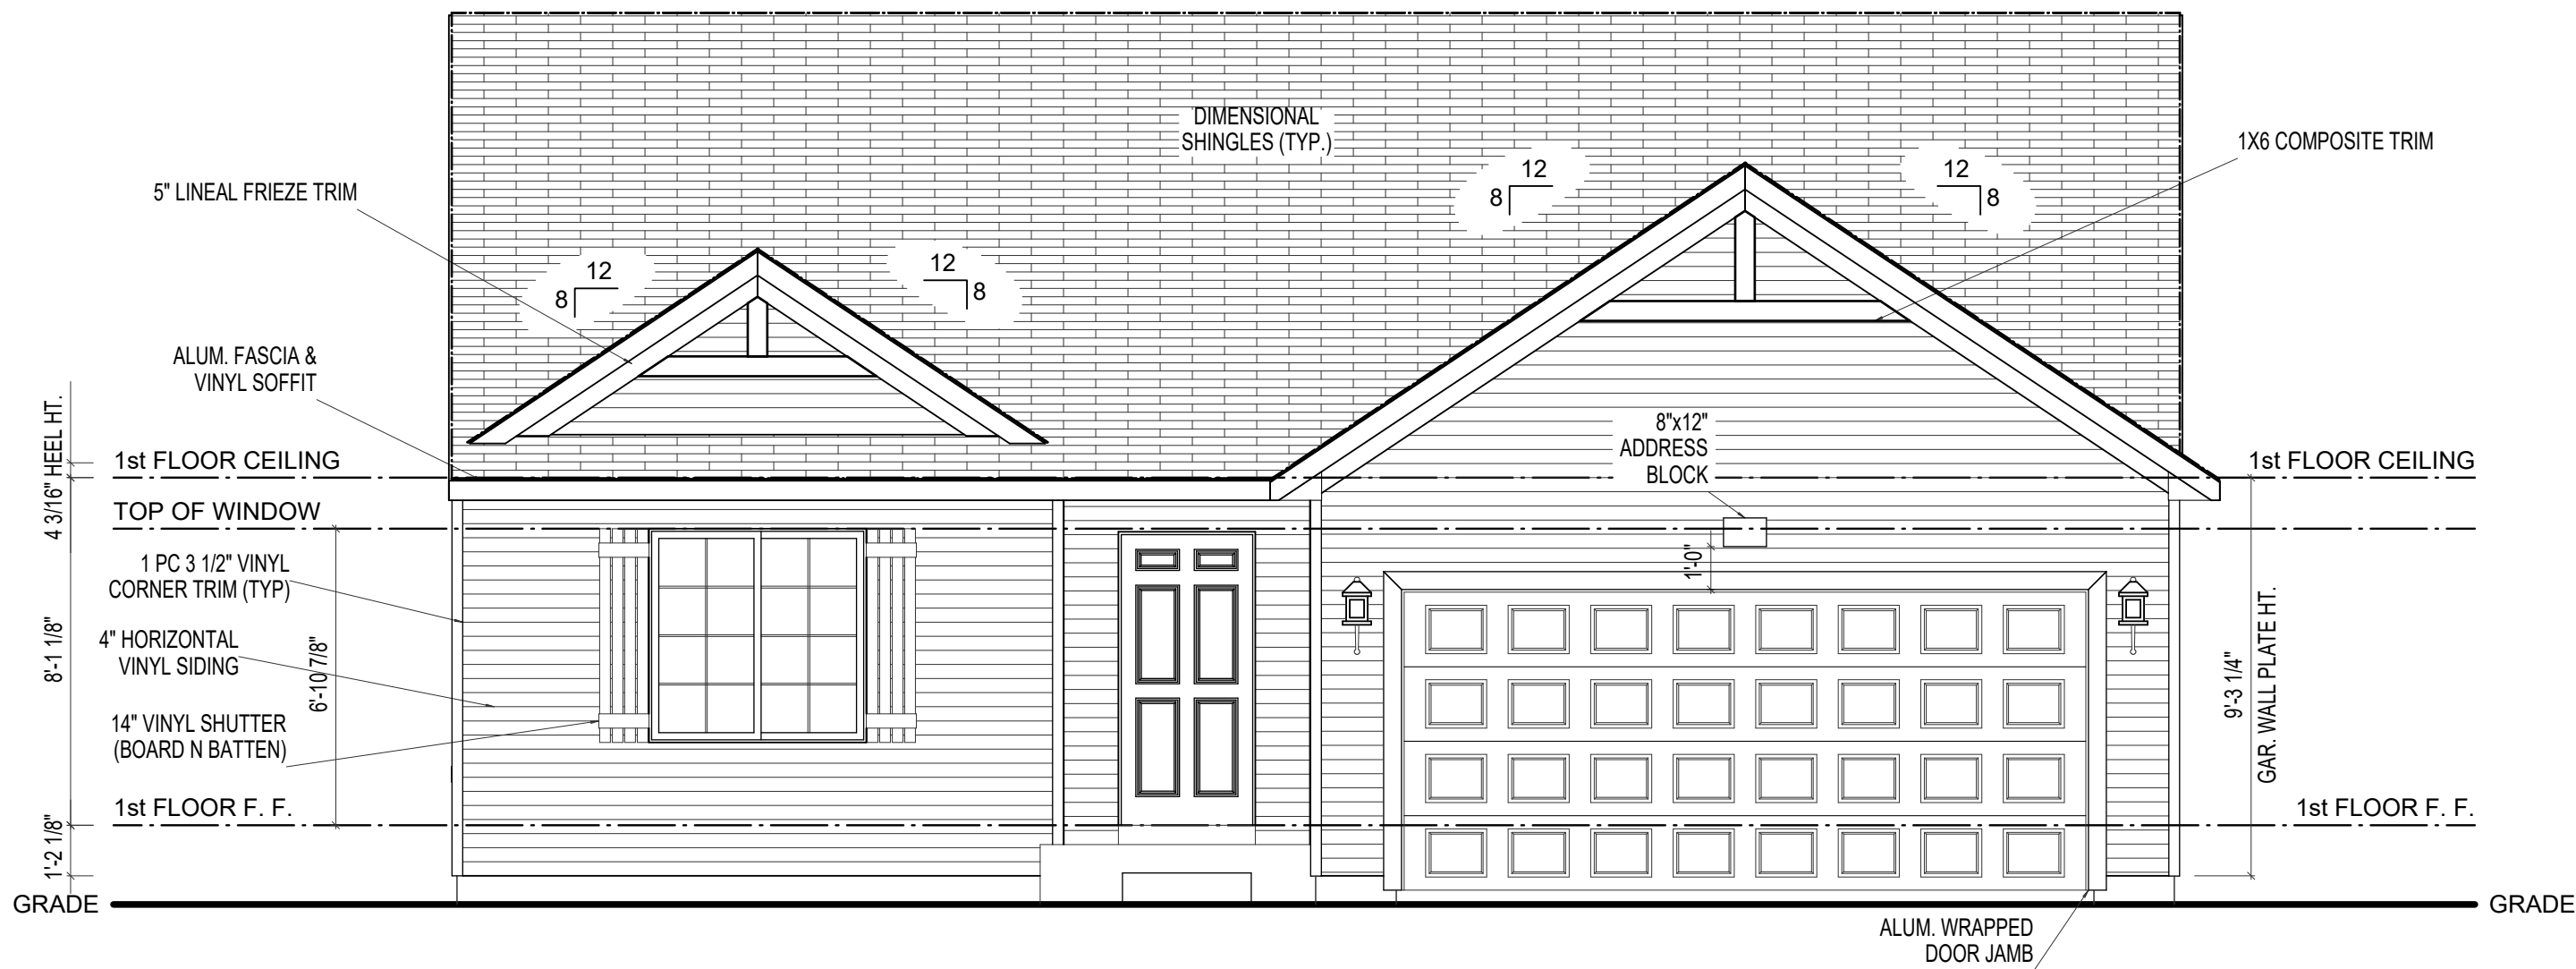 DIMENSIONAL
SHINGLES (TYP.)
1X6 COMPOSITE TRIM
12
8
12
8
5" LINEAL FRIEZE TRIM
12
8
12
8
ALUM. FASCIA &
VINYL SOFFIT
8"x12"
ADDRESS
BLOCK
4 3/16" HEEL HT.
1st FLOOR CEILING
1st FLOOR CEILING
TOP OF WINDOW
1 PC 3 1/2" VINYL
CORNER TRIM (TYP)
1'-0"
4" HORIZONTAL
VINYL SIDING
8'-1 1/8"
6'-10 7/8"
9'-3 1/4"
GAR. WALL PLATE HT.
14" VINYL SHUTTER
(BOARD N BATTEN)
1st FLOOR F. F.
1st FLOOR F. F.
1'-2 1/8"
GRADE
GRADE
ALUM. WRAPPED
DOOR JAMB